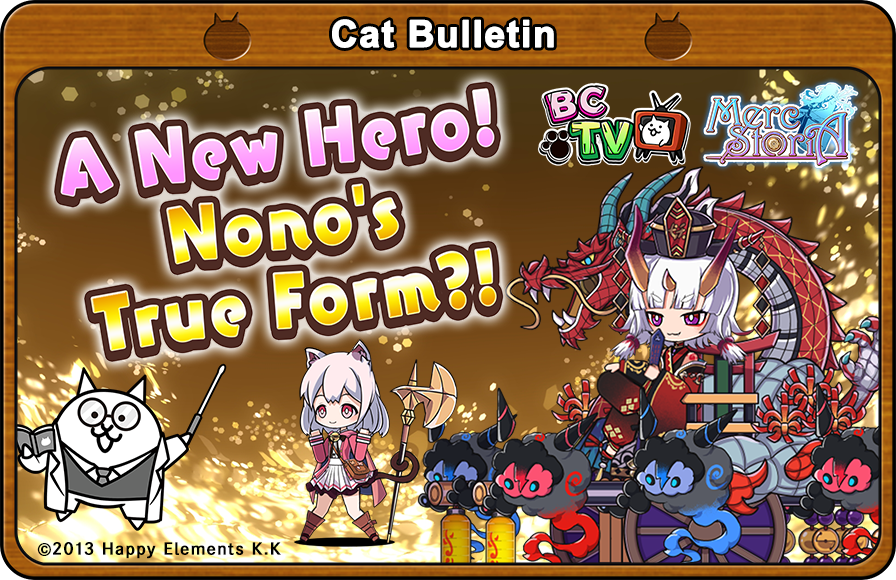 Cat Bulletin
A New Hero!
Nono's
True Form?!
BC
TV
Merc
StoriA
©2013 Happy Elements K.K